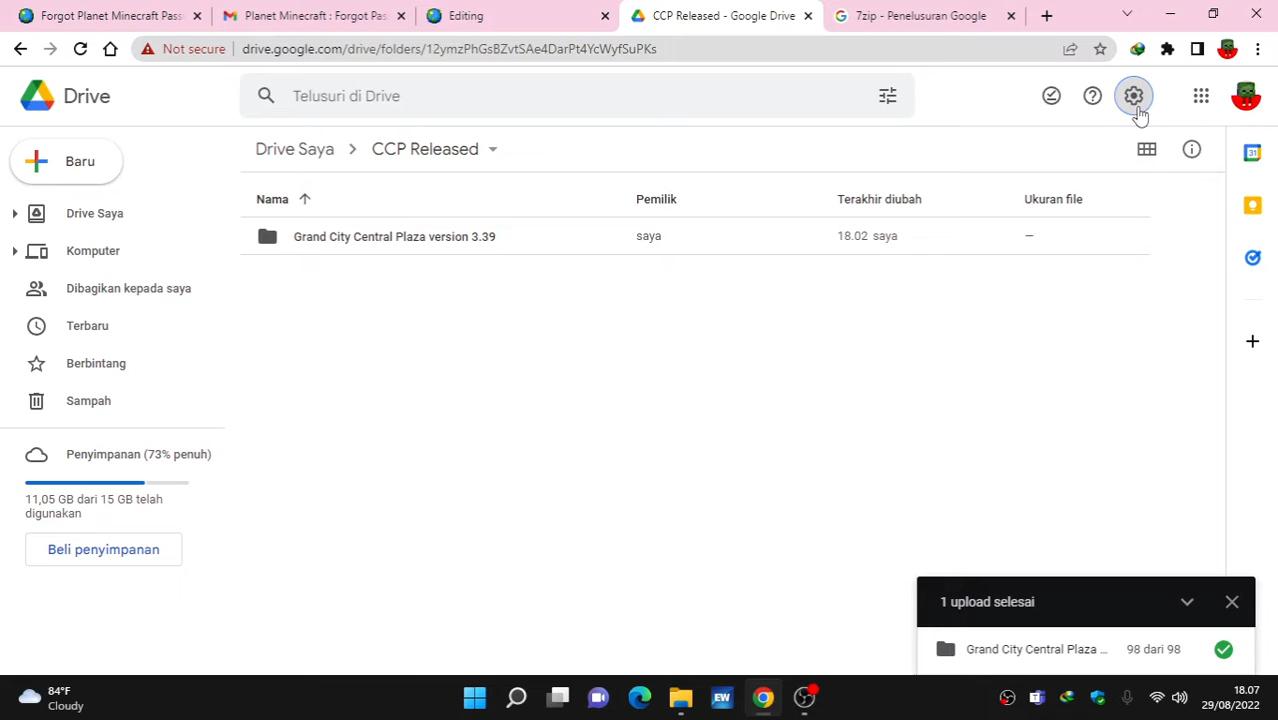 Forgot Planet Minecraft Pass
Planet Minecraft : Forgot Pas
Editing
CCP Released - Google Drive
7zip - Penelusuran Google
Not secure
drive.google.com/drive/folders/12ymzPhGsBZvtSAe4DarPt4YcWyfSuPKs
Drive
Telusuri di Drive
Baru
Drive Saya
CCP Released
Nama
Pemilik
Terakhir diubah
Ukuran file
Grand City Central Plaza version 3.39
saya
18.02 saya
—
Drive Saya
Komputer
Dibagikan kepada saya
Terbaru
Berbintang
Sampah
Penyimpanan (73% penuh)
11,05 GB dari 15 GB telah
digunakan
Beli penyimpanan
1 upload selesai
Grand City Central Plaza ...
98 dari 98
84°F
Cloudy
EW
18.07
29/08/2022